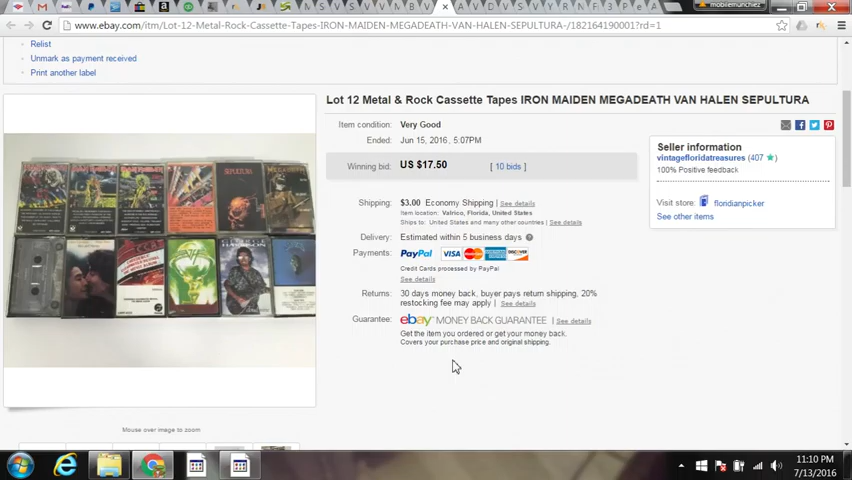 mobilemunchiez
www.ebay.com/itm/Lot-12-Metal-Rock-Cassette-Tapes-IRON-MAIDEN-MEGADEATH-VAN-HALEN-SEPULTURA-/182164190001?rd=1
Relist
Unmark as payment received
Print another label
Lot 12 Metal & Rock Cassette Tapes IRON MAIDEN MEGADEATH VAN HALEN SEPULTURA
Item condition: Very Good
Ended: Jun 15, 2016 , 5:07PM
Winning bid: US $17.50 [ 10 bids ]
Shipping: $3.00 Economy Shipping | See details
Item location: Valrico, Florida, United States
Ships to: United States and many other countries | See details
Delivery: Estimated within 5 business days
Payments: PayPal VISA MasterCard DISCOVER
Credit Cards processed by PayPal
See details
Returns: 30 days money back, buyer pays return shipping, 20%
restocking fee may apply | See details
Guarantee: ebay MONEY BACK GUARANTEE | See details
Get the item you ordered or get your money back.
Covers your purchase price and original shipping.
Seller information
vintagefloridatreasures (407 )
100% Positive feedback
Visit store: floridianpicker
See other items
SEPULTURA
Mouse over image to zoom
11:10 PM
7/13/2016